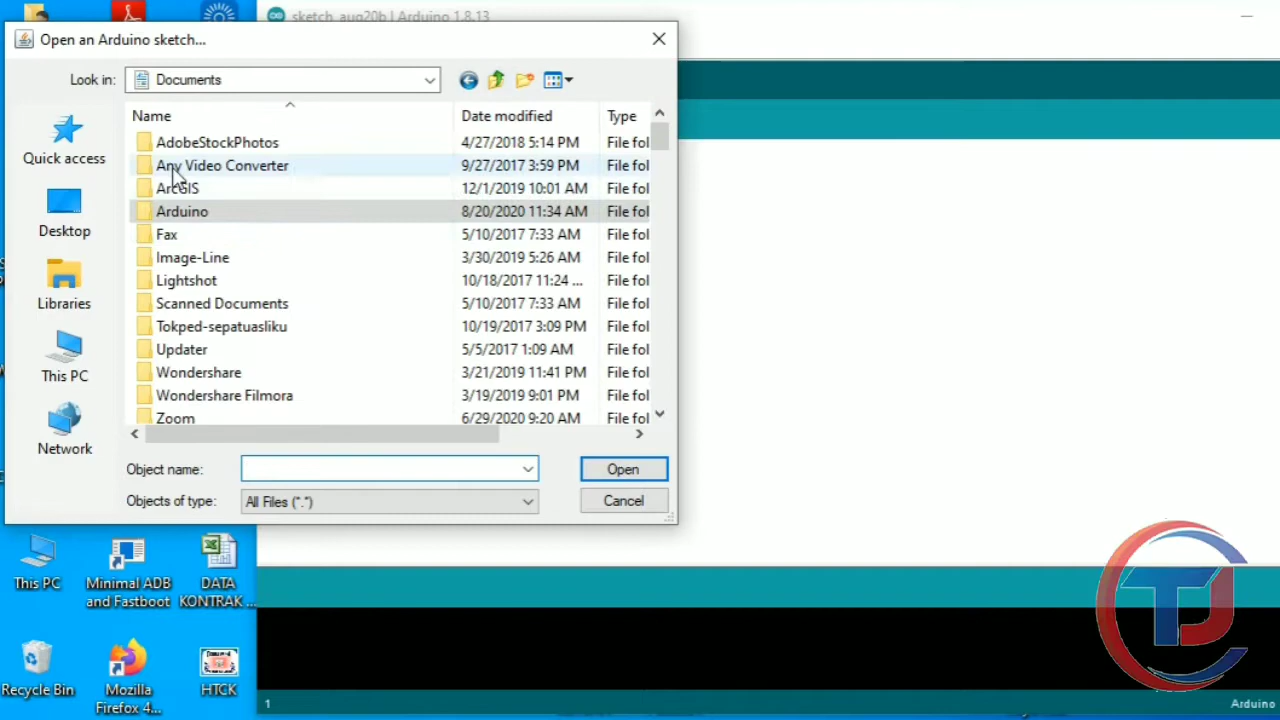 sketch_aug20b | Arduino 1.8.13
Open an Arduino sketch...
Look in:
Documents
Name
Date modified
Type
AdobeStockPhotos
4/27/2018 5:14 PM
File fol
Any Video Converter
9/27/2017 3:59 PM
File fol
ArcGIS
12/1/2019 10:01 AM
File fol
Arduino
8/20/2020 11:34 AM
File fol
Fax
5/10/2017 7:33 AM
File fol
Image-Line
3/30/2019 5:26 AM
File fol
Lightshot
10/18/2017 11:24 ...
File fol
Scanned Documents
5/10/2017 7:33 AM
File fol
Tokped-sepatuasliku
10/19/2017 3:09 PM
File fol
Updater
5/5/2017 1:09 AM
File fol
Wondershare
3/21/2019 11:41 PM
File fol
Wondershare Filmora
3/19/2019 9:01 PM
File fol
Zoom
6/29/2020 9:20 AM
File fol
Quick access
Desktop
Libraries
This PC
Network
Object name:
Open
Objects of type:
All Files (*.*)
Cancel
This PC
Minimal ADB
and Fastboot
DATA
KONTRAK ...
Recycle Bin
Mozilla
Firefox 4...
HTCK
1
Arduino
TJ